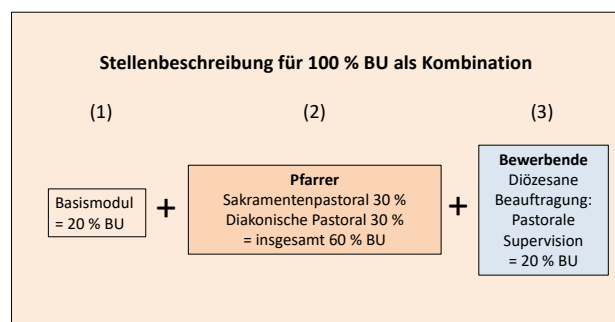 Stellenbeschreibung für 100 % BU als Kombination
(1)
(2)
(3)
Basismodul
= 20 % BU
+
Pfarrer
Sakramentenpastoral 30 %
Diakonische Pastoral 30 %
= insgesamt 60 % BU
+
Bewerbende
Diözesane
Beauftragung:
Pastorale
Supervision
= 20 % BU